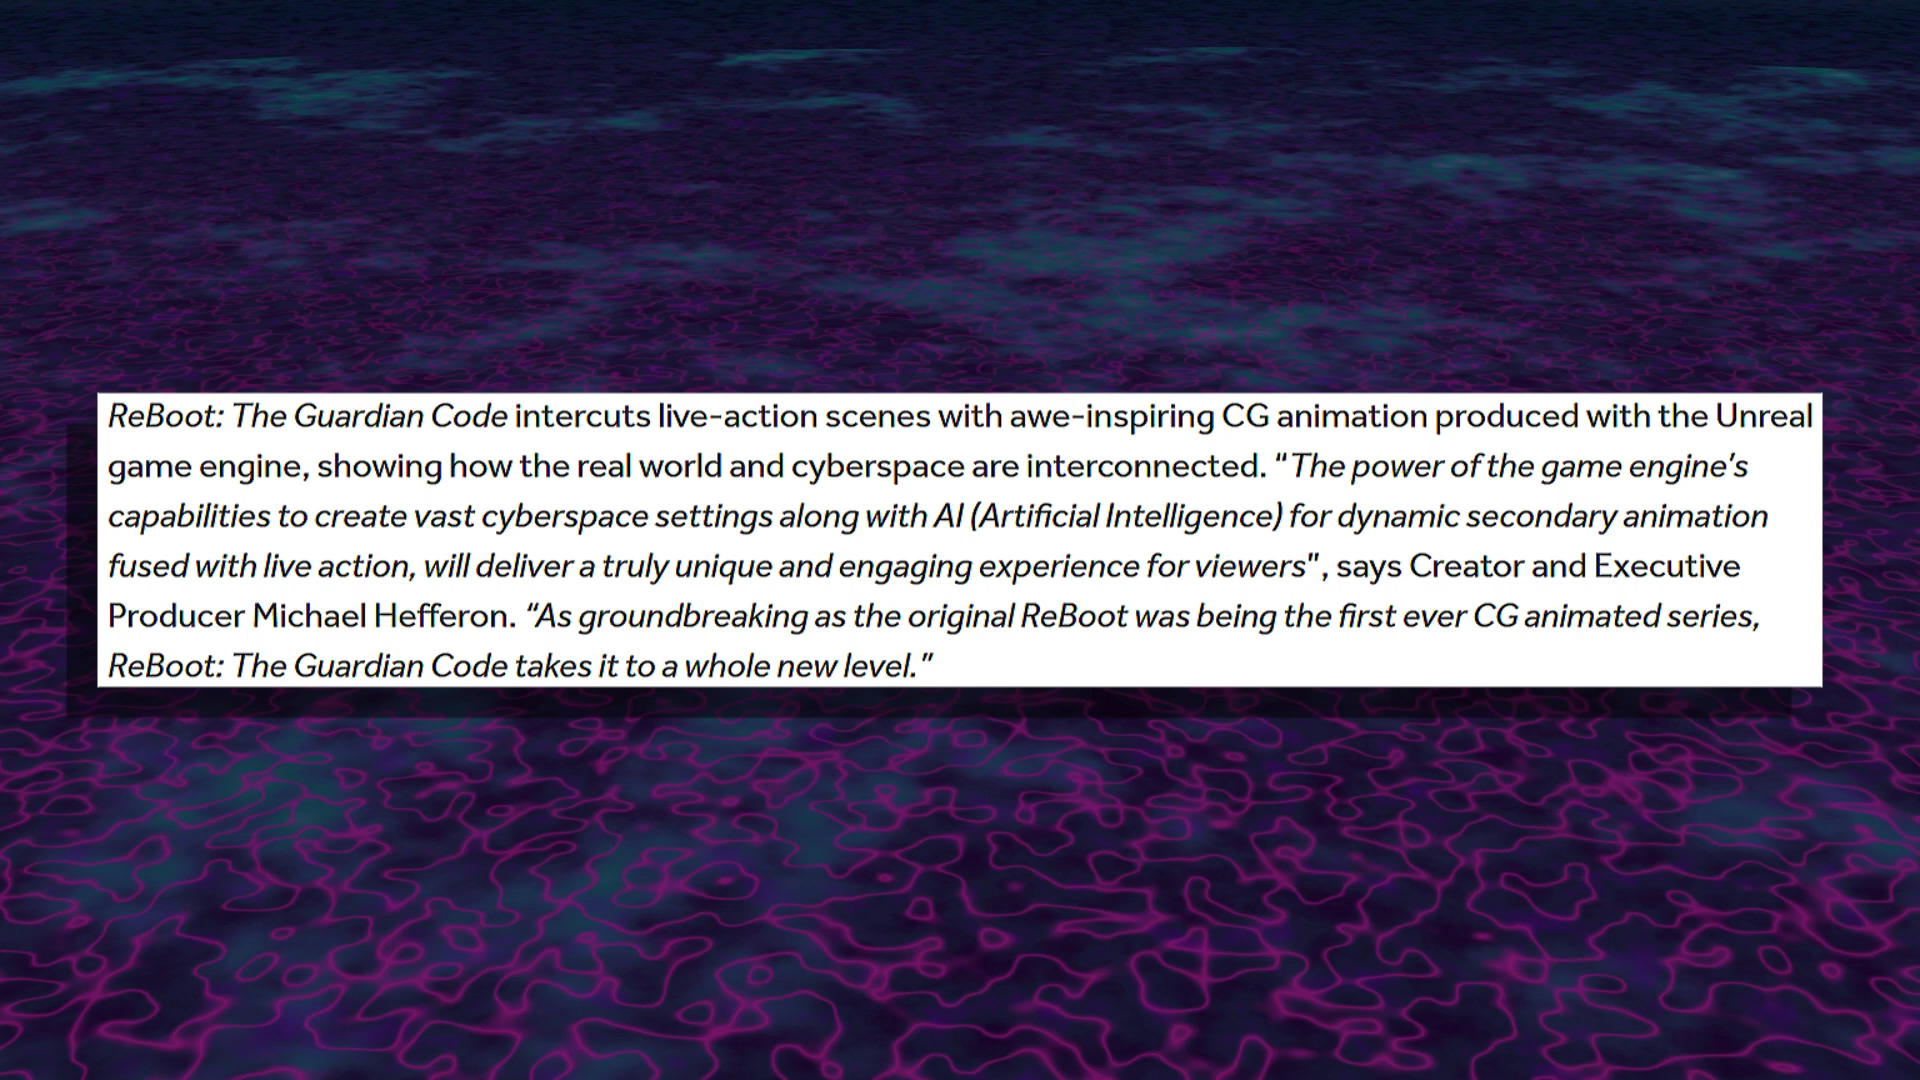 ReBoot: The Guardian Code intercuts live-action scenes with awe-inspiring CG animation produced with the Unreal
game engine, showing how the real world and cyberspace are interconnected. "The power of the game engine's
capabilities to create vast cyberspace settings along with AI (Artificial Intelligence) for dynamic secondary animation
fused with live action, will deliver a truly unique and engaging experience for viewers", says Creator and Executive
Producer Michael Hefferon. “As groundbreaking as the original ReBoot was being the first ever CG animated series,
ReBoot: The Guardian Code takes it to a whole new level.”